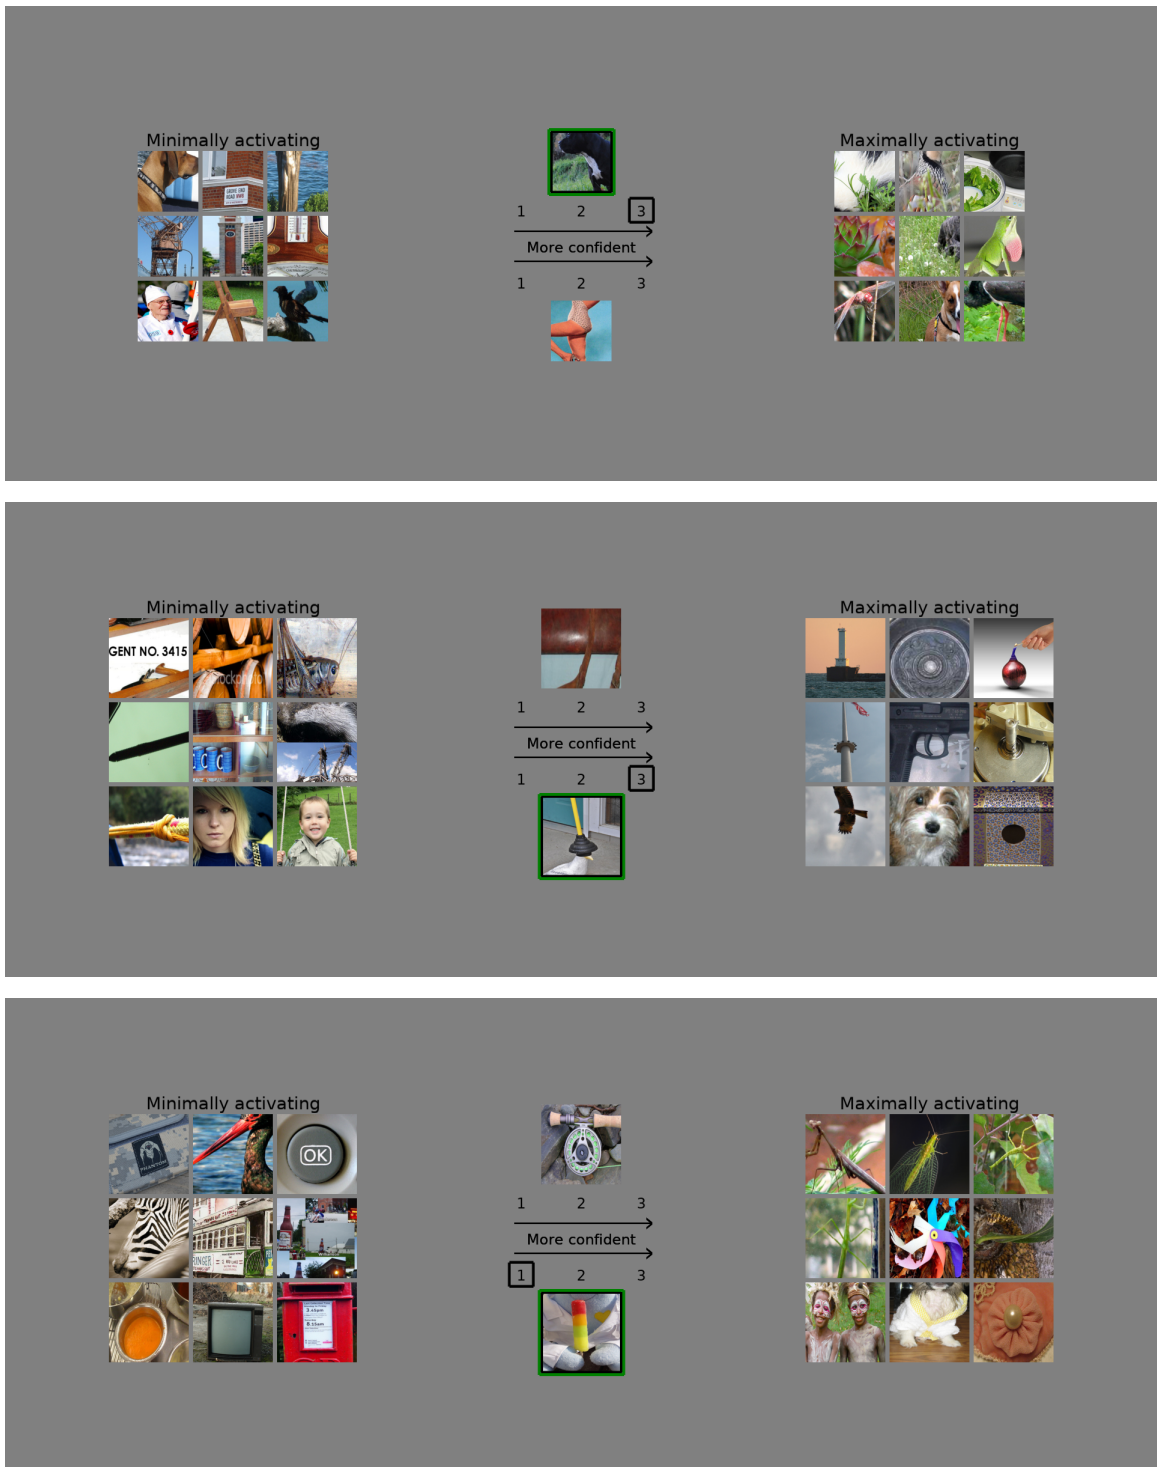 Minimally activating
Maximally activating
1 2 3
More confident
1 2 3
Minimally activating
Maximally activating
GENT NO. 3415
1 2 3
More confident
1 2 3
Minimally activating
Maximally activating
PHANTOM
OK
1 2 3
RINGER
More confident
1 2 3